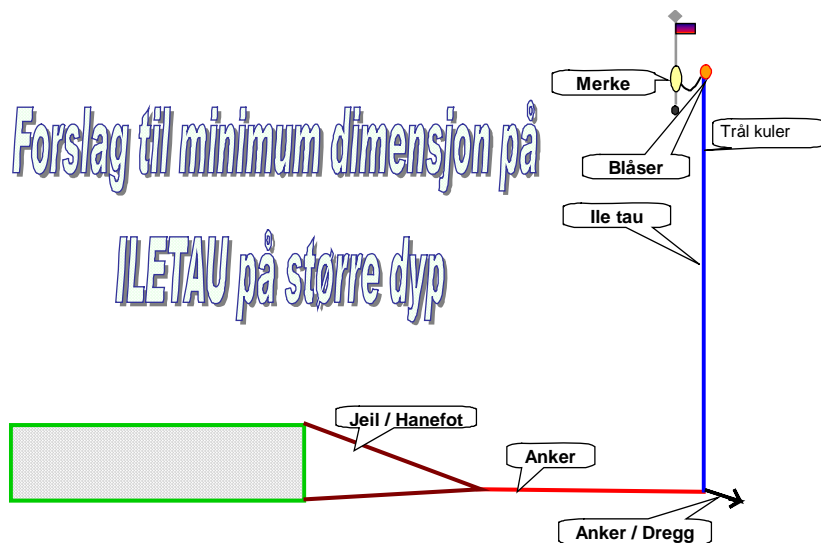 Merke
Forslag til minimum dimensjon på
Trål kuler
Blåser
Ile tau
ILETAU på større dyp
Jeil / Hanefot
Anker
Anker / Dregg